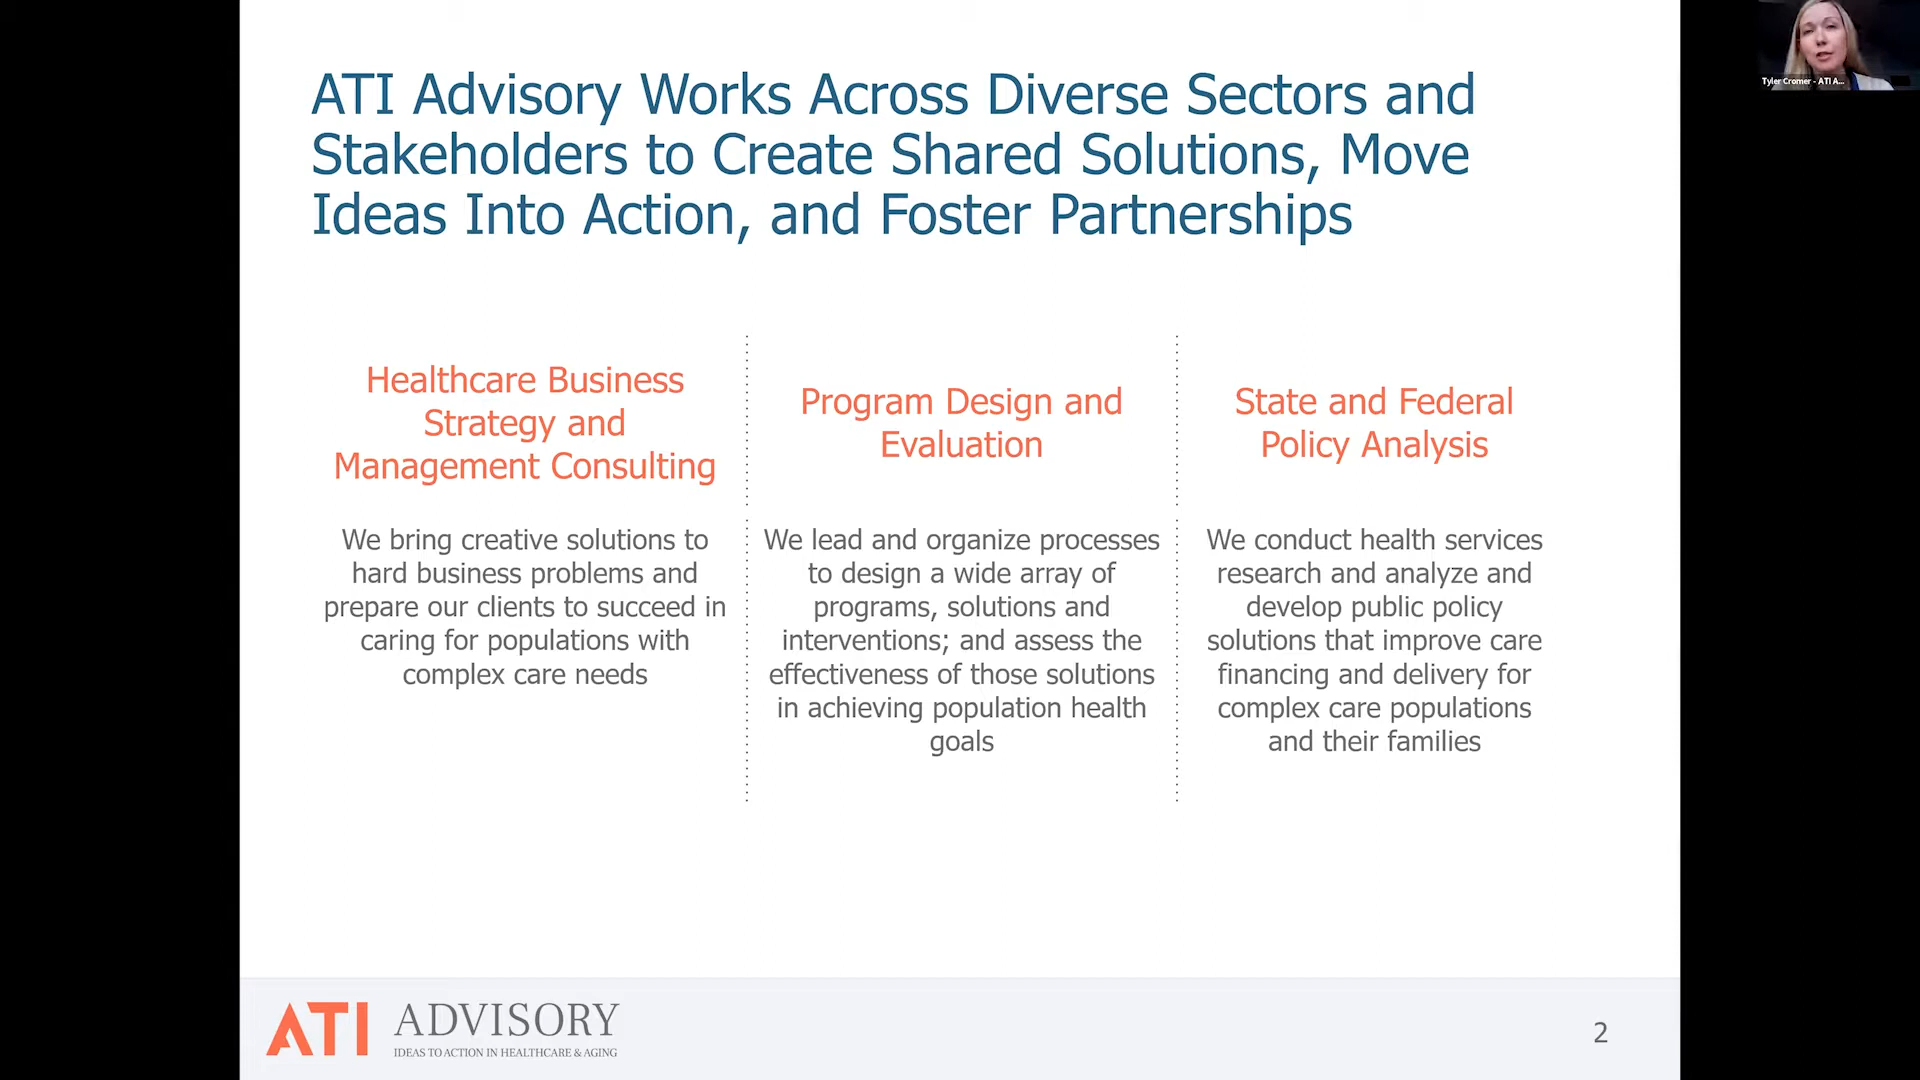 ATI Advisory Works Across Diverse Sectors and
Stakeholders to Create Shared Solutions, Move
Ideas Into Action, and Foster Partnerships
Healthcare Business
Strategy and
Management Consulting
We bring creative solutions to
hard business problems and
prepare our clients to succeed in
caring for populations with
complex care needs
Program Design and
Evaluation
We lead and organize processes
to design a wide array of
programs, solutions and
interventions; and assess the
effectiveness of those solutions
in achieving population health
goals
State and Federal
Policy Analysis
We conduct health services
research and analyze and
develop public policy
solutions that improve care
financing and delivery for
complex care populations
and their families
ATI ADVISORY
IDEAS TO ACTION IN HEALTHCARE & AGING
2
Tyler Cromer - ATI A...